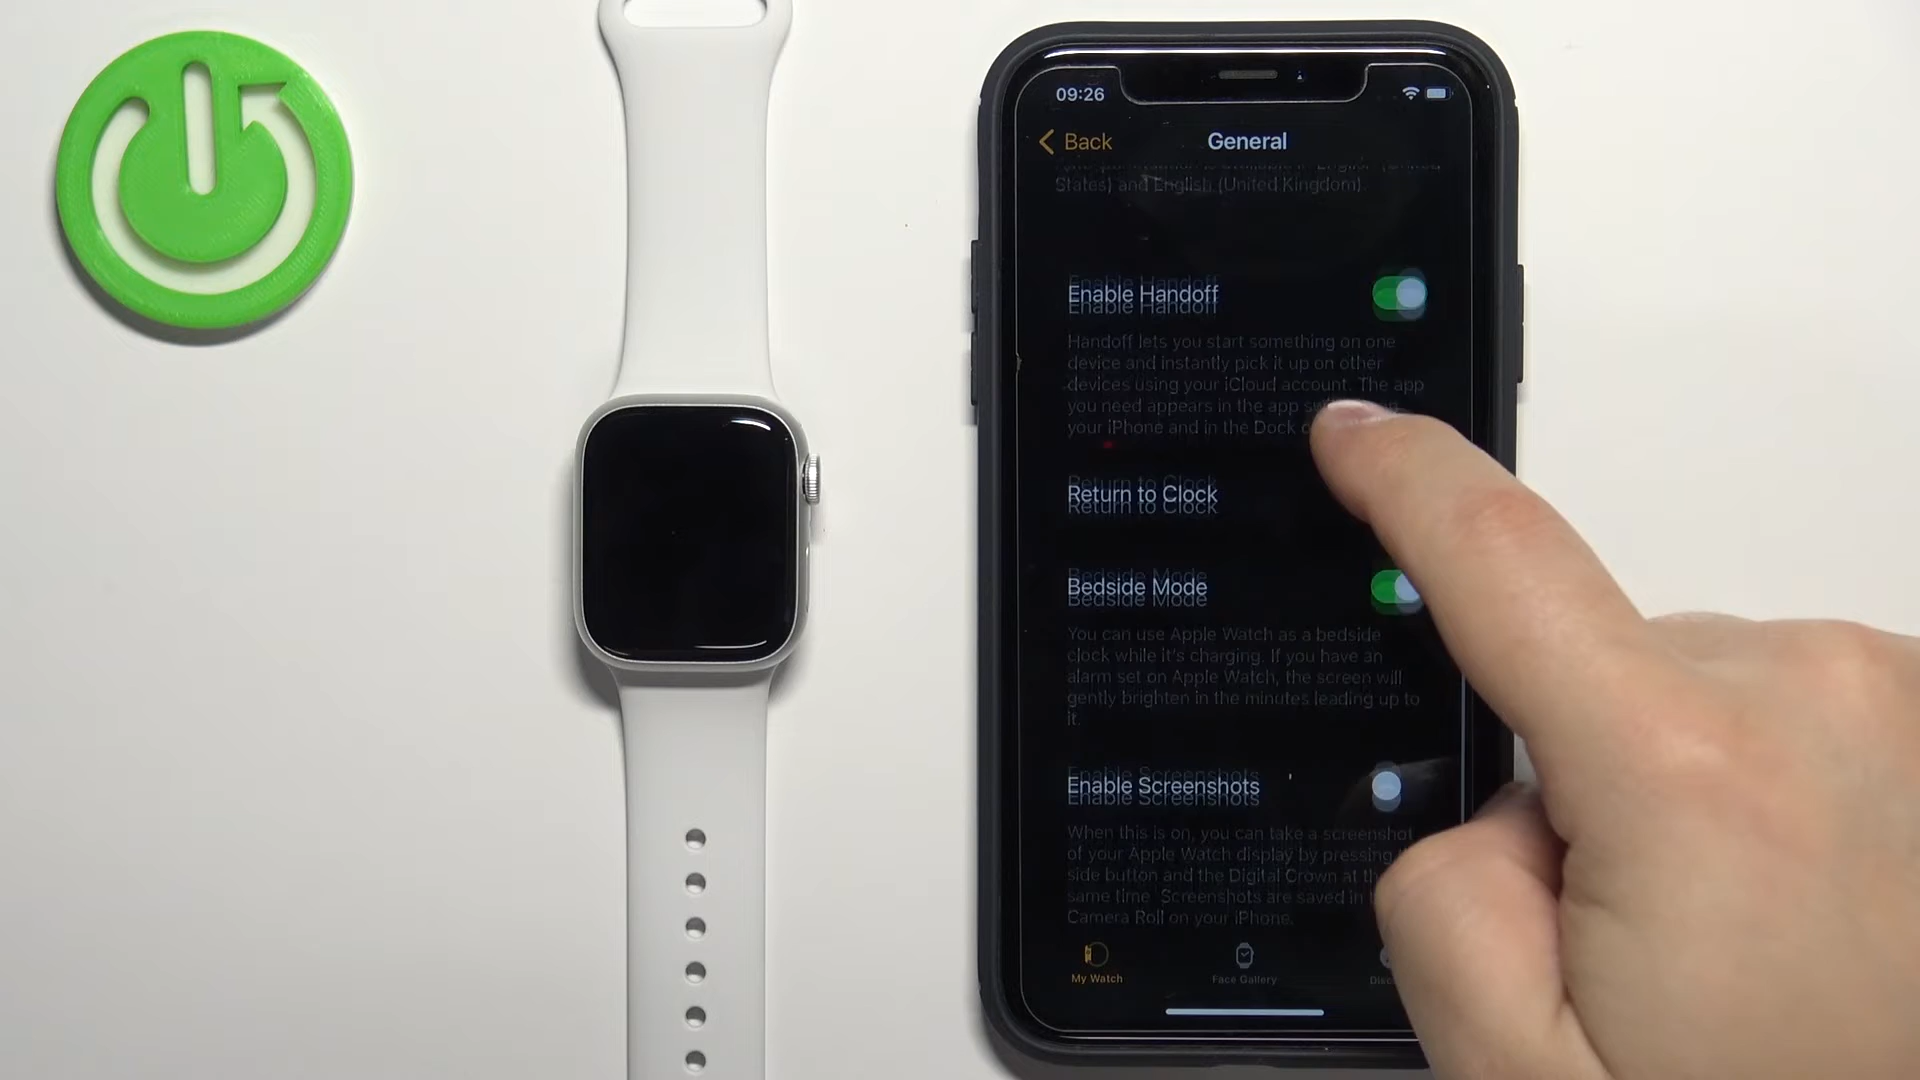 09:26
Back
General
States) and English (United Kingdom).
Enable Handoff
Handoff lets you start something on one
device and instantly pick it up on other
devices using your iCloud account. The app
you need appears in the app
your iPhone and in the Dock
Return to Clock
Bedside Mode
You can use Apple Watch as a bedside
clock while it's charging. If you have an
alarm set on Apple Watch, the screen will
gently brighten in the minutes leading up to
it.
Enable Screenshots
When this is on, you can take a screenshot
of your Apple Watch display by pressing
side button and the Digital Crown at the
same time. Screenshots are saved in
Camera Roll on your iPhone.
My Watch
Face Gallery